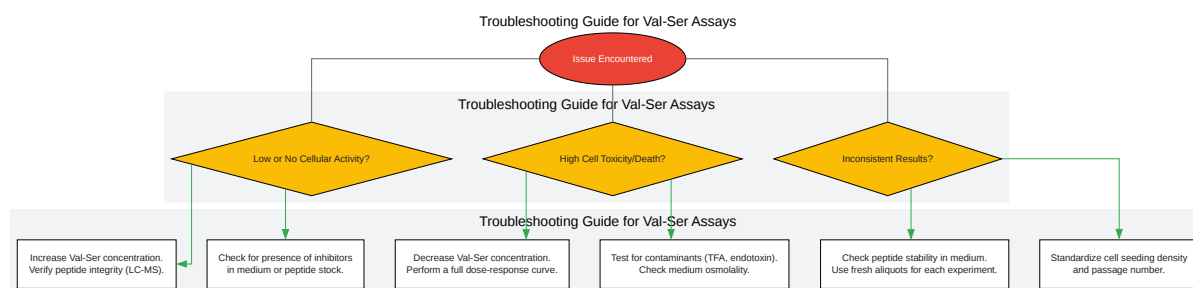 Troubleshooting Guide for Val-Ser Assays
Issue Encountered
Troubleshooting Guide for Val-Ser Assays
Low or No Cellular Activity?
High Cell Toxicity/Death?
Inconsistent Results?
Troubleshooting Guide for Val-Ser Assays
Increase Val-Ser concentration.
Verify peptide integrity (LC-MS).
Check for presence of inhibitors
in medium or peptide stock.
Decrease Val-Ser concentration.
Perform a full dose-response curve.
Test for contaminants (TFA, endotoxin).
Check medium osmolality.
Check peptide stability in medium.
Use fresh aliquots for each experiment.
Standardize cell seeding density
and passage number.